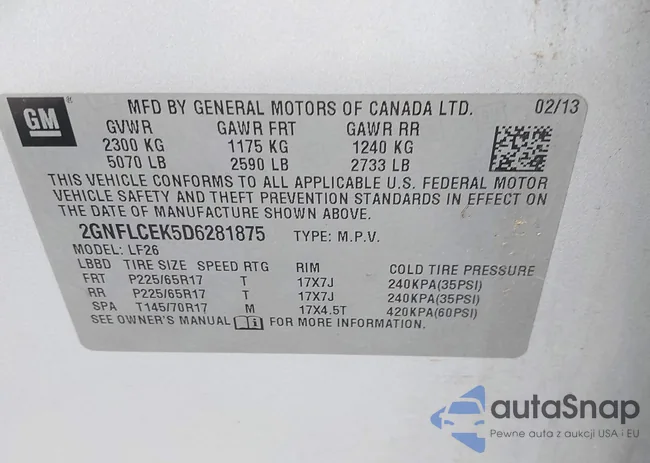 GM ® MFD BY GENERAL MOTORS OF CANADA LTD. 02/13
GVWR GAWR FRT GAWR RR
2300 KG 1175 KG 1240 KG
5070 LB 2590 LB 2733 LB
THIS VEHICLE CONFORMS TO ALL APPLICABLE U.S. FEDERAL MOTOR
VEHICLE SAFETY AND THEFT PREVENTION STANDARDS IN EFFECT ON
THE DATE OF MANUFACTURE SHOWN ABOVE.
2GNFLCEK5D6281875 TYPE: M.P.V.
MODEL: LF26
LBBD TIRE SIZE SPEED RTG RIM COLD TIRE PRESSURE
FRT P225/65R17 T 17X7J 240KPA(35PSI)
RR P225/65R17 T 17X7J 240KPA(35PSI)
SPA T145/70R17 M 17X4.5T 420KPA(60PSI)
SEE OWNER'S MANUAL FOR MORE INFORMATION.
autaSnap
Pewne auta z aukcji USA i EU